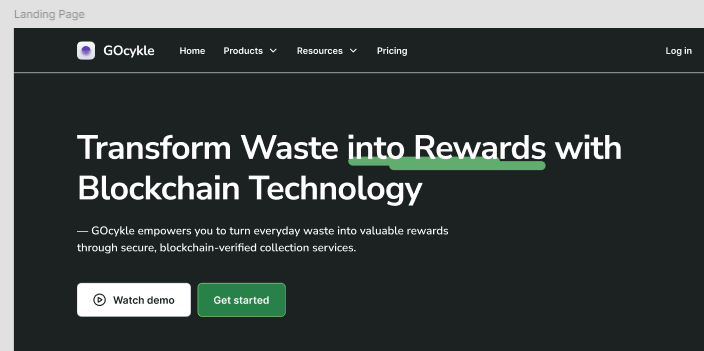 Landing Page
GOcykle Home Products Resources Pricing Log in
Transform Waste into Rewards with
Blockchain Technology
— GOcykle empowers you to turn everyday waste into valuable rewards
through secure, blockchain-verified collection services.
Watch demo Get started